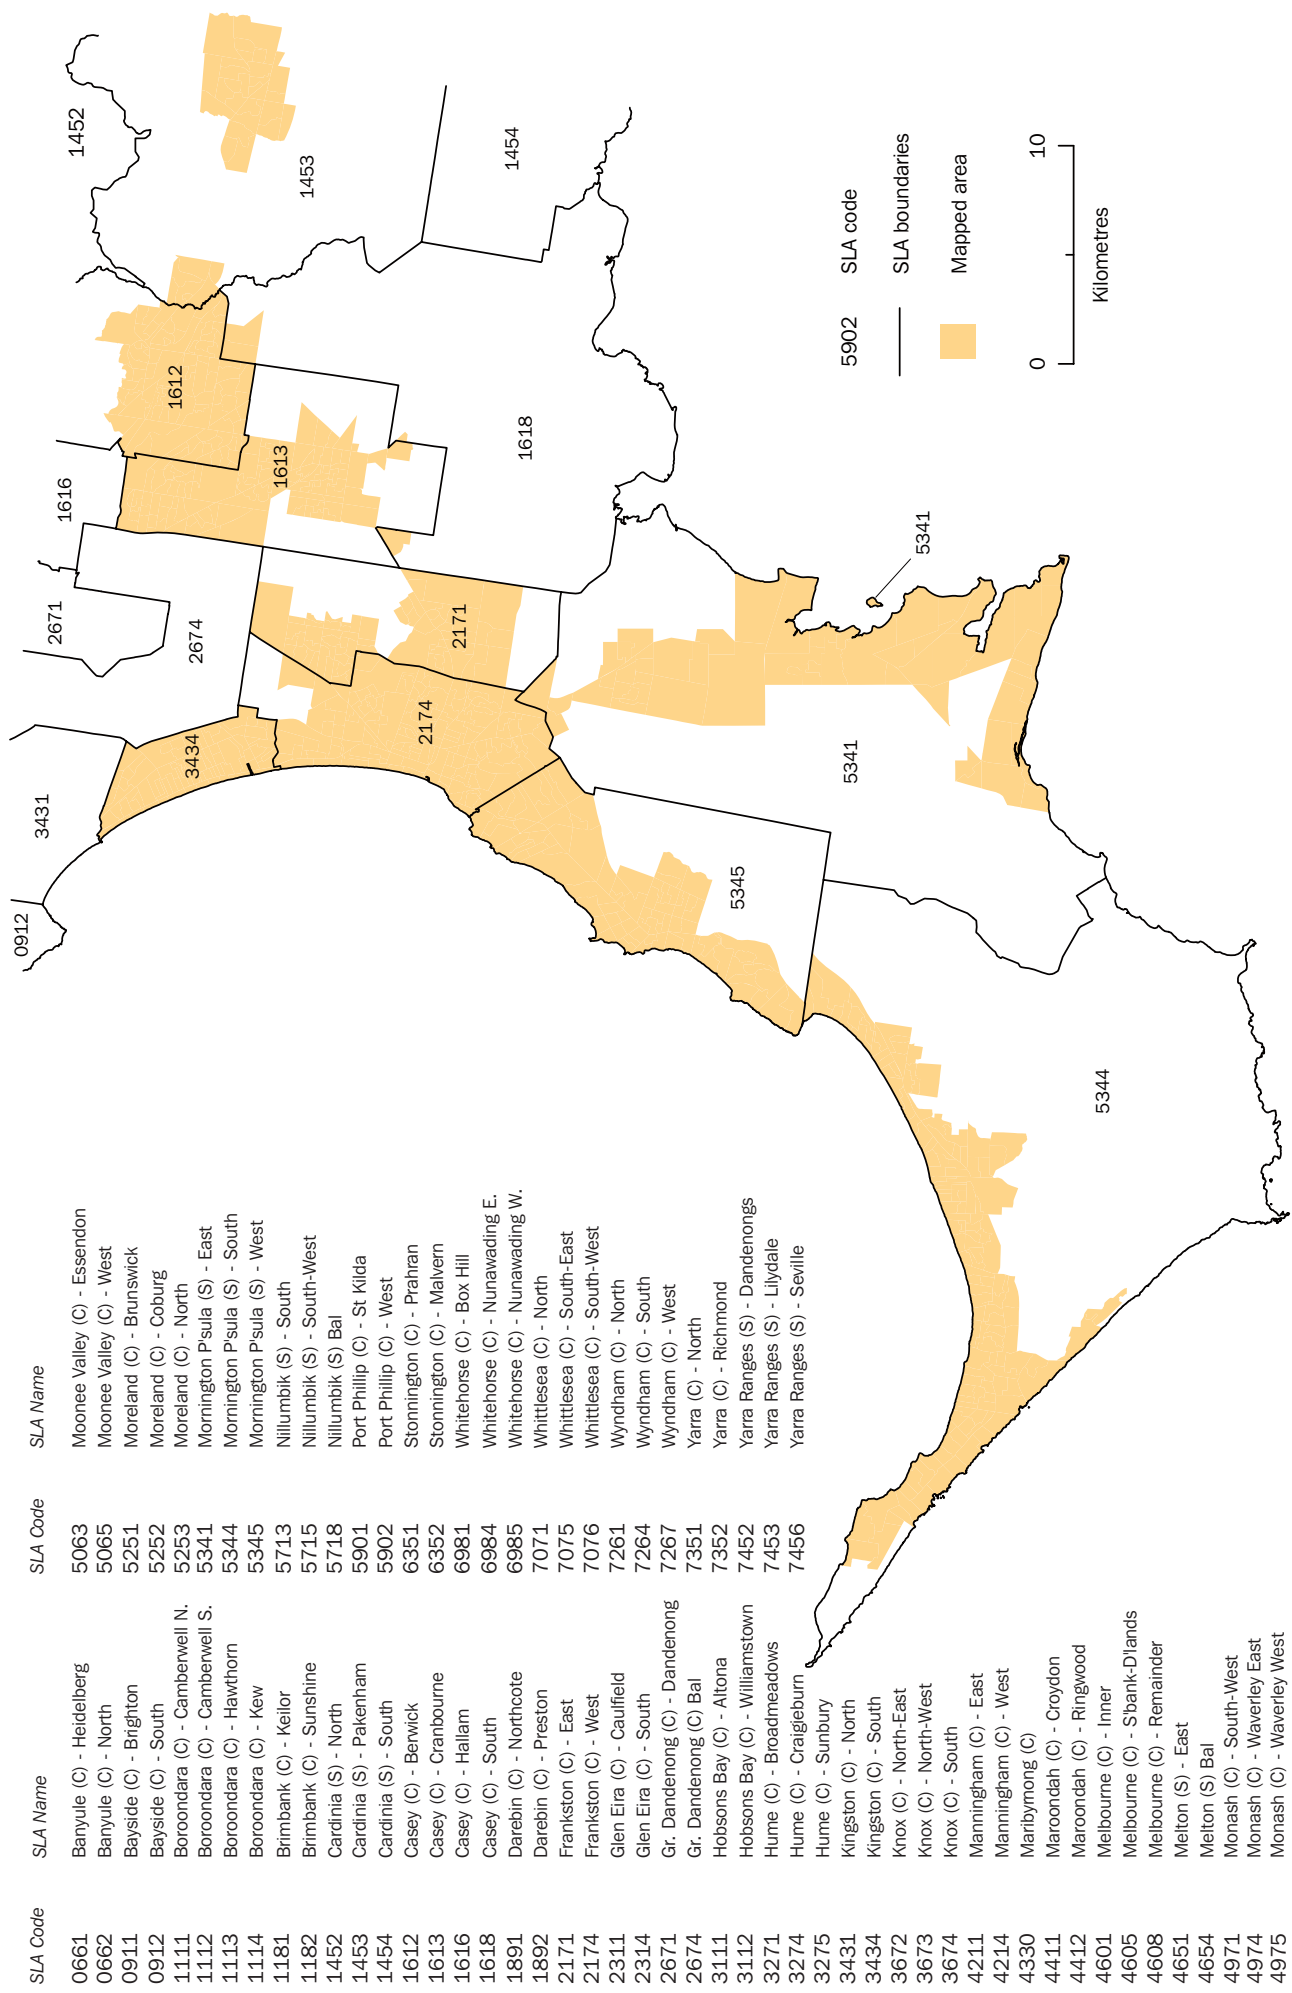 SLA Code SLA Name SLA Code SLA Name
0661 Banyule (C) - Heidelberg 5063 Moonee Valley (C) - Essendon
0662 Banyule (C) - North 5065 Moonee Valley (C) - West
0911 Bayside (C) - Brighton 5251 Moreland (C) - Brunswick
0912 Bayside (C) - South 5252 Moreland (C) - Coburg
1111 Boroondara (C) - Camberwell N. 5253 Moreland (C) - North
1112 Boroondara (C) - Camberwell S. 5341 Mornington P'sula (S) - East
1113 Boroondara (C) - Hawthorn 5344 Mornington P'sula (S) - South
1114 Boroondara (C) - Kew 5345 Mornington P'sula (S) - West
1181 Brimbank (C) - Keilor 5713 Nillumbik (S) - South
1182 Brimbank (C) - Sunshine 5715 Nillumbik (S) - South-West
1452 Cardinia (S) - North 5718 Nillumbik (S) Bal
1453 Cardinia (S) - Pakenham 5901 Port Phillip (C) - St Kilda
1454 Cardinia (S) - South 5902 Port Phillip (C) - West
1612 Casey (C) - Berwick 6351 Stonnington (C) - Prahran
1613 Casey (C) - Cranbourne 6352 Stonnington (C) - Malvern
1616 Casey (C) - Hallam 6981 Whitehorse (C) - Box Hill
1618 Casey (C) - South 6984 Whitehorse (C) - Nunawading E.
1891 Darebin (C) - Northcote 6985 Whitehorse (C) - Nunawading W.
1892 Darebin (C) - Preston 7071 Whittlesea (C) - North
2171 Frankston (C) - East 7075 Whittlesea (C) - South-East
2174 Frankston (C) - West 7076 Whittlesea (C) - South-West
2311 Glen Eira (C) - Caulfield 7261 Wyndham (C) - North
2314 Glen Eira (C) - South 7264 Wyndham (C) - South
2671 Gr. Dandenong (C) - Dandenong 7267 Wyndham (C) - West
2674 Gr. Dandenong (C) Bal 7351 Yarra (C) - North
3111 Hobsons Bay (C) - Altona 7352 Yarra (C) - Richmond
3112 Hobsons Bay (C) - Williamstown 7452 Yarra Ranges (S) - Dandenongs
3271 Hume (C) - Broadmeadows 7453 Yarra Ranges (S) - Lilydale
3274 Hume (C) - Craigieburn 7456 Yarra Ranges (S) - Seville
3275 Hume (C) - Sunbury
3431 Kingston (C) - North
3434 Kingston (C) - South
3672 Knox (C) - North-East
3673 Knox (C) - North-West
3674 Knox (C) - South
4211 Manningham (C) - East
4214 Manningham (C) - West
4330 Maribyrnong (C)
4411 Maroondah (C) - Croydon
4412 Maroondah (C) - Ringwood
4601 Melbourne (C) - Inner
4605 Melbourne (C) - S'bank-D'lands
4608 Melbourne (C) - Remainder
4651 Melton (S) - East
4654 Melton (S) Bal
4971 Monash (C) - South-West
4974 Monash (C) - Waverley East
4975 Monash (C) - Waverley West
0912
3431
2671
1616
1452
3434
2674
1612
1453
1613
2174
2171
1618
1454
5345
5341
5341
5344
5902 SLA code
SLA boundaries
Mapped area
0 10
Kilometres